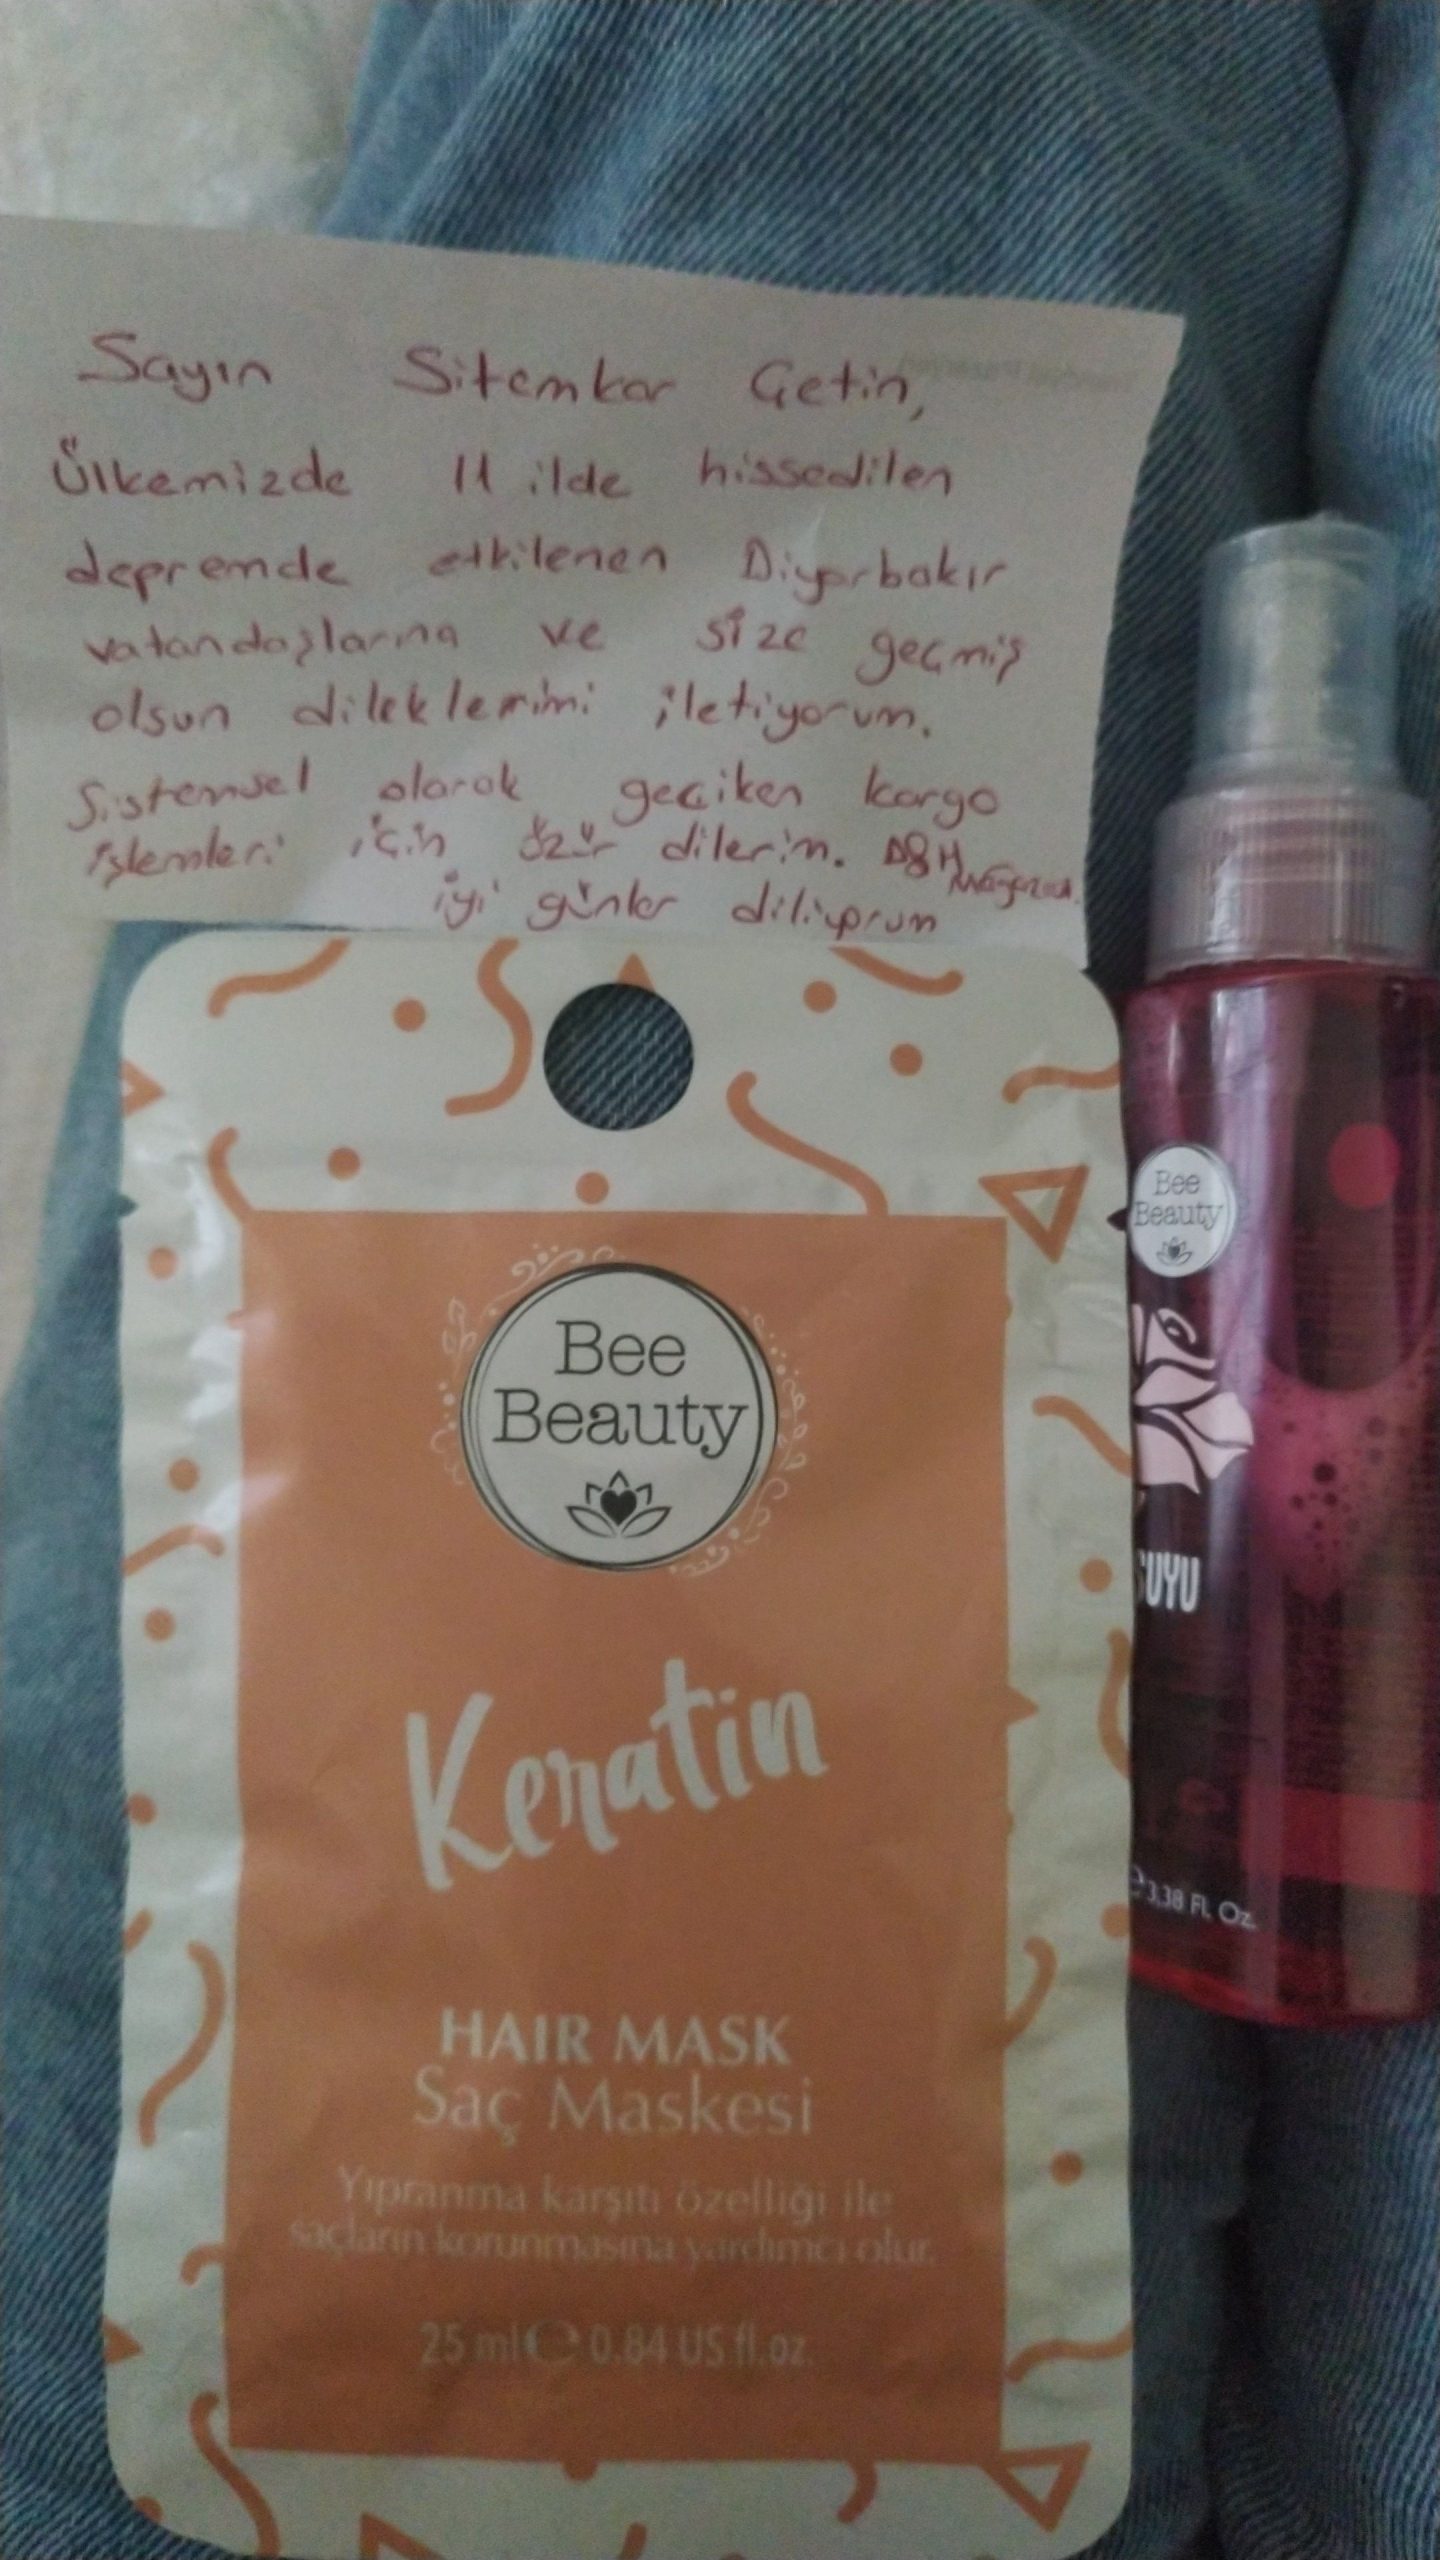 Sayın Sitemkar Çetin,
Ülkemizde 11 ilde hissedilen
depremde etkilenen Diyarbakır
vatandaşlarına ve size geçmiş
olsun dileklerimi iletiyorum.
Sistemsel olarak geciken kargo
işlemleri için özür dilerim.
iyi günler diliyorum
Bee
Beauty
Keratin
HAIR MASK
Saç Maskesi
Yıpranma karşıtı özelliği ile
saçların korunmasına yardımcı olur.
25 ml ℮ 0.84 US fl.oz.
Bee
Beauty
SUYU
℮ 3.38 Fl. Oz.